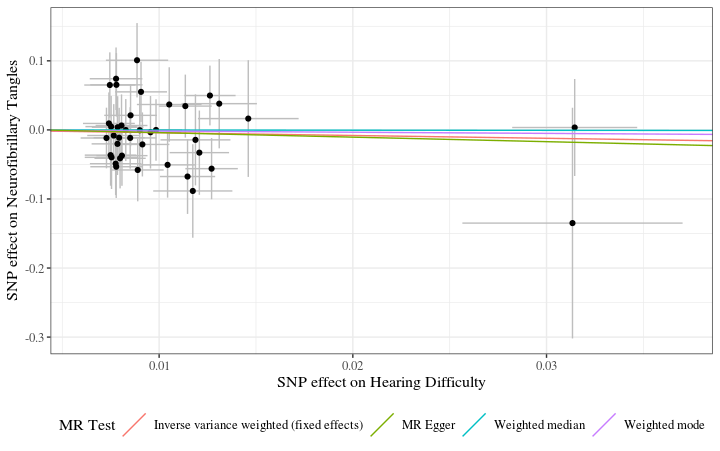 SNP effect on Neurofibrillary Tangles
0.1
0.0
-0.1
-0.2
-0.3
0.01
0.02
0.03
SNP effect on Hearing Difficulty
MR Test
Inverse variance weighted (fixed effects)
MR Egger
Weighted median
Weighted mode